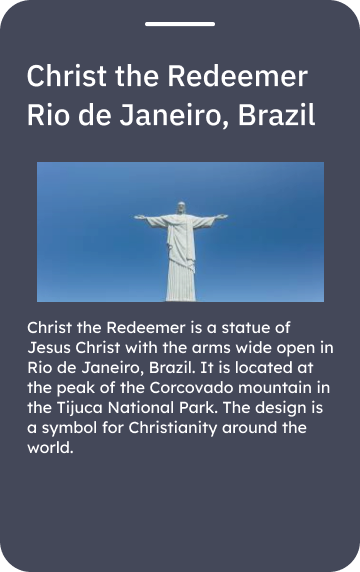 Christ the Redeemer
Rio de Janeiro, Brazil
Christ the Redeemer is a statue of
Jesus Christ with the arms wide open in
Rio de Janeiro, Brazil. It is located at
the peak of the Corcovado mountain in
the Tijuca National Park. The design is
a symbol for Christianity around the
world.